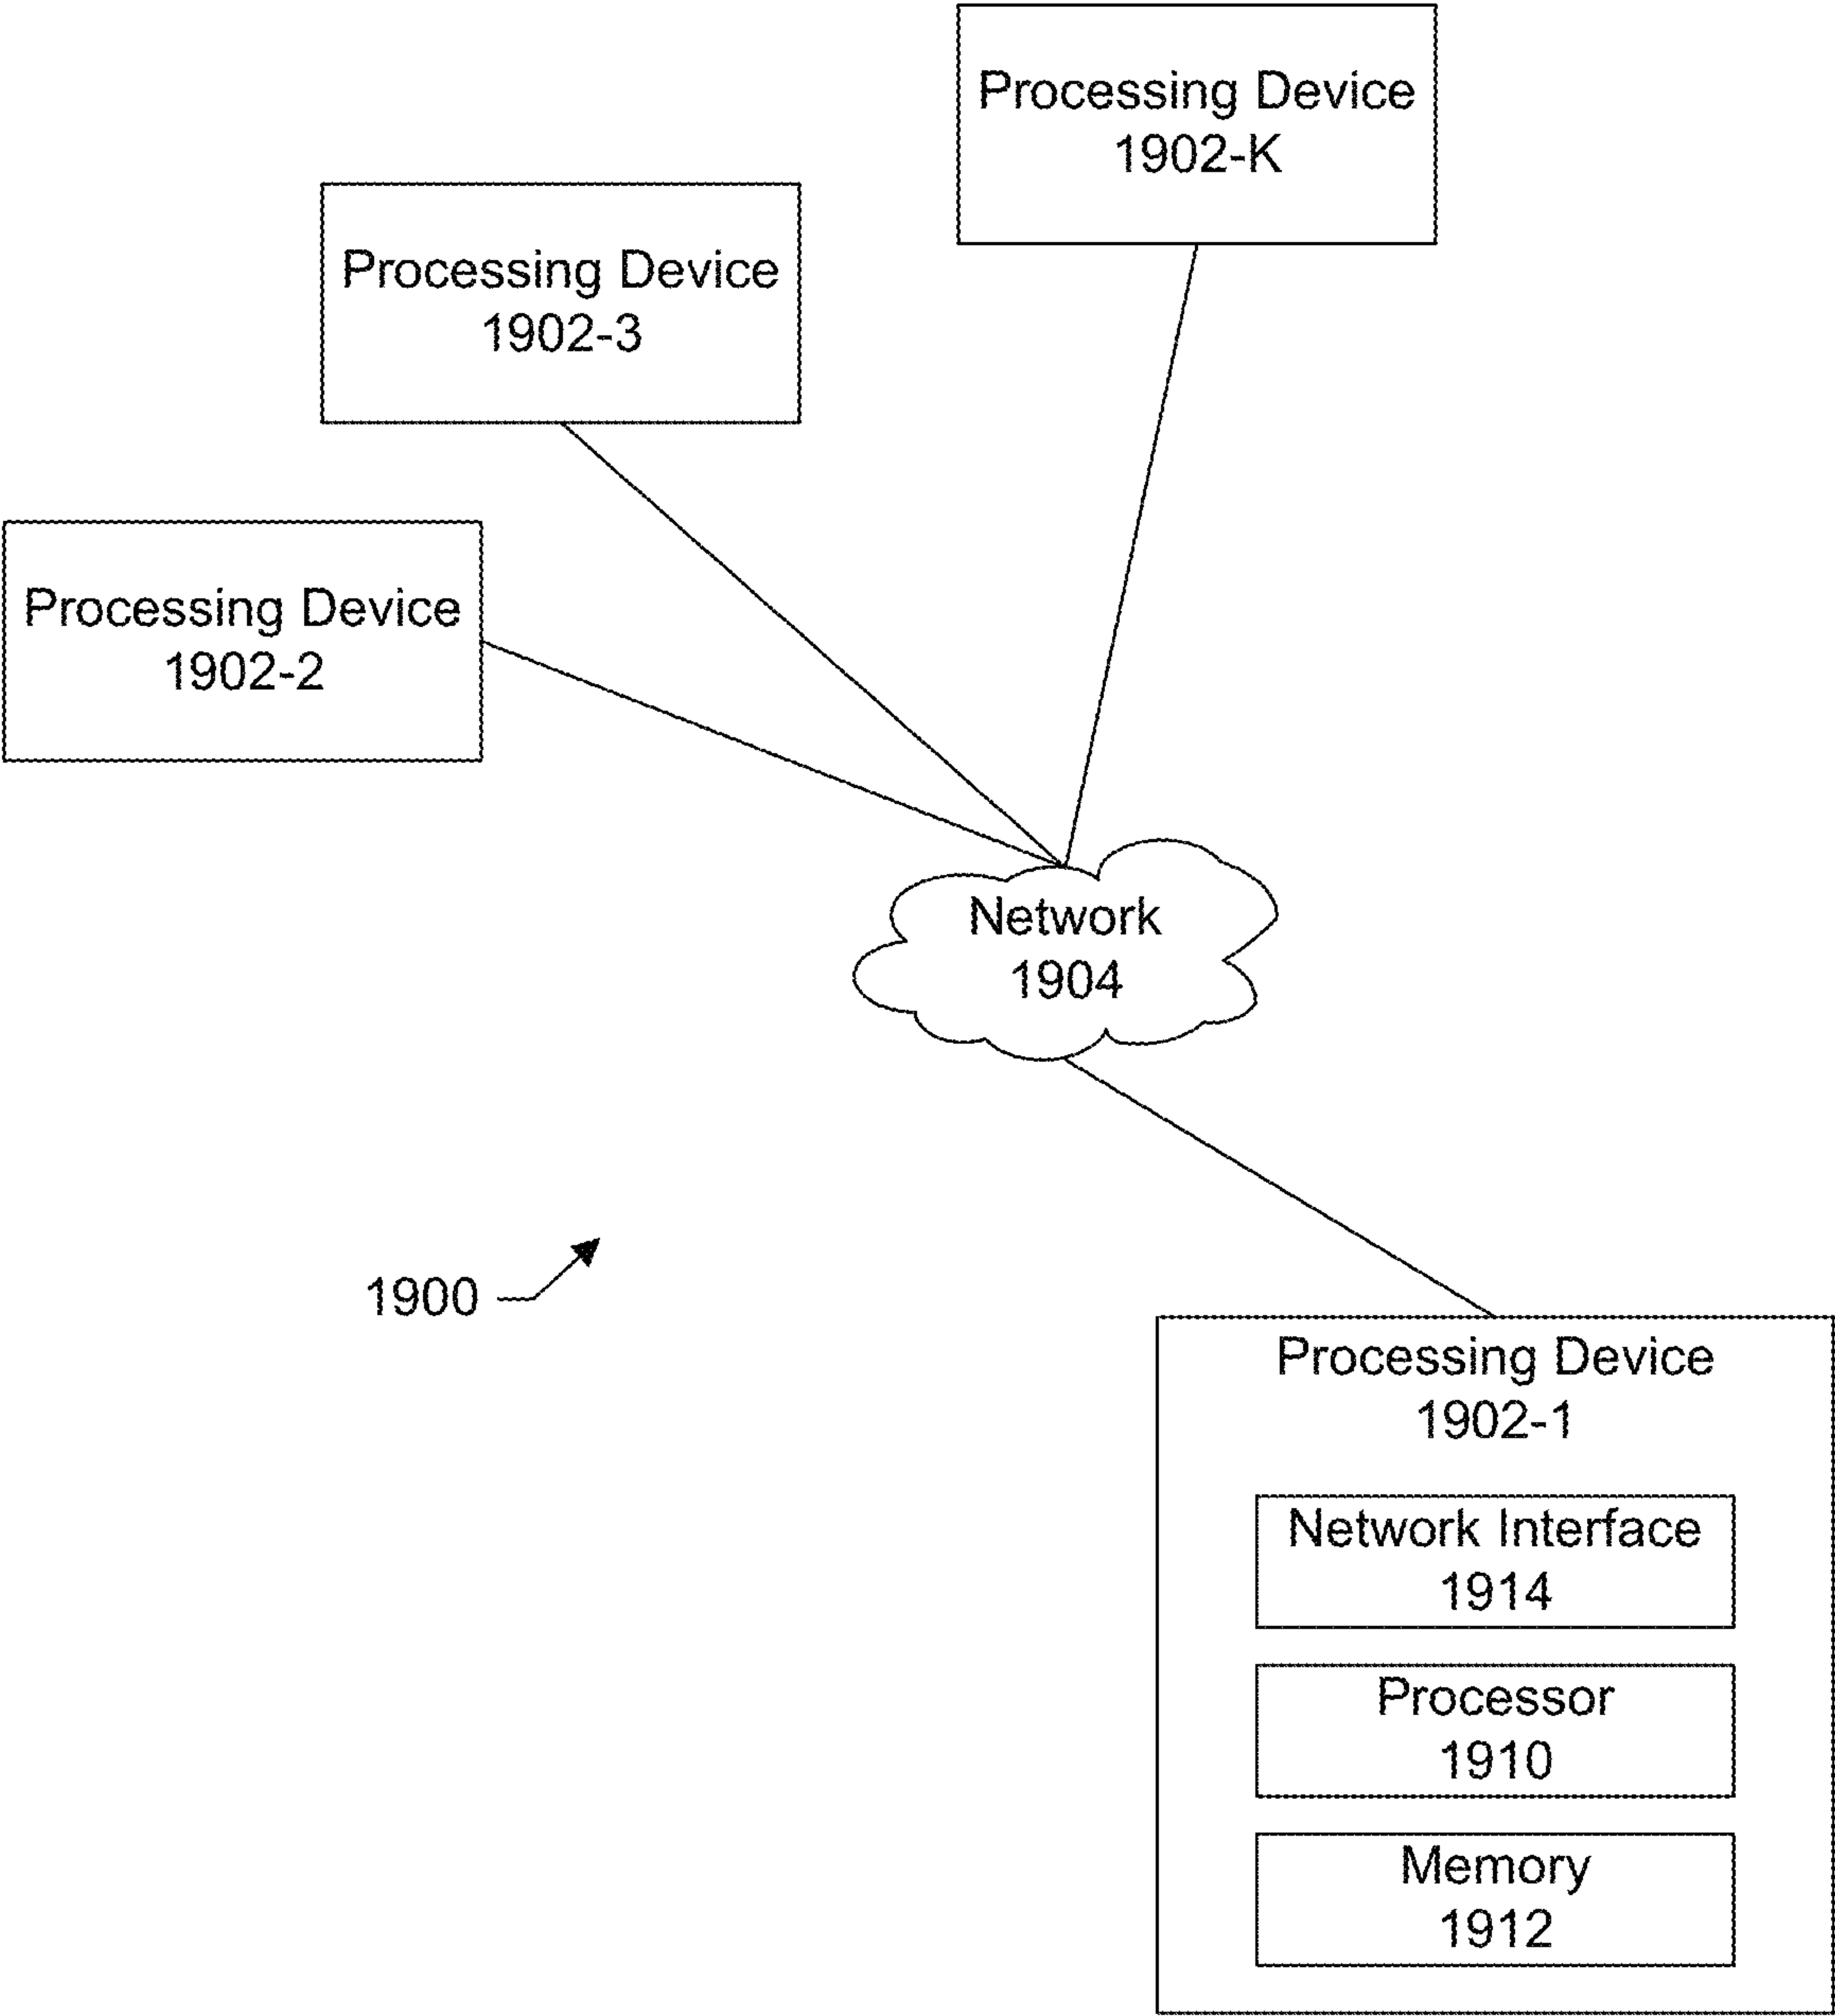 Processing Device
1902-K
Processing Device
1902-3
Processing Device
1902-2
Network
1904
1900
Processing Device
1902-1
Network Interface
1914
Processor
1910
Memory
1912